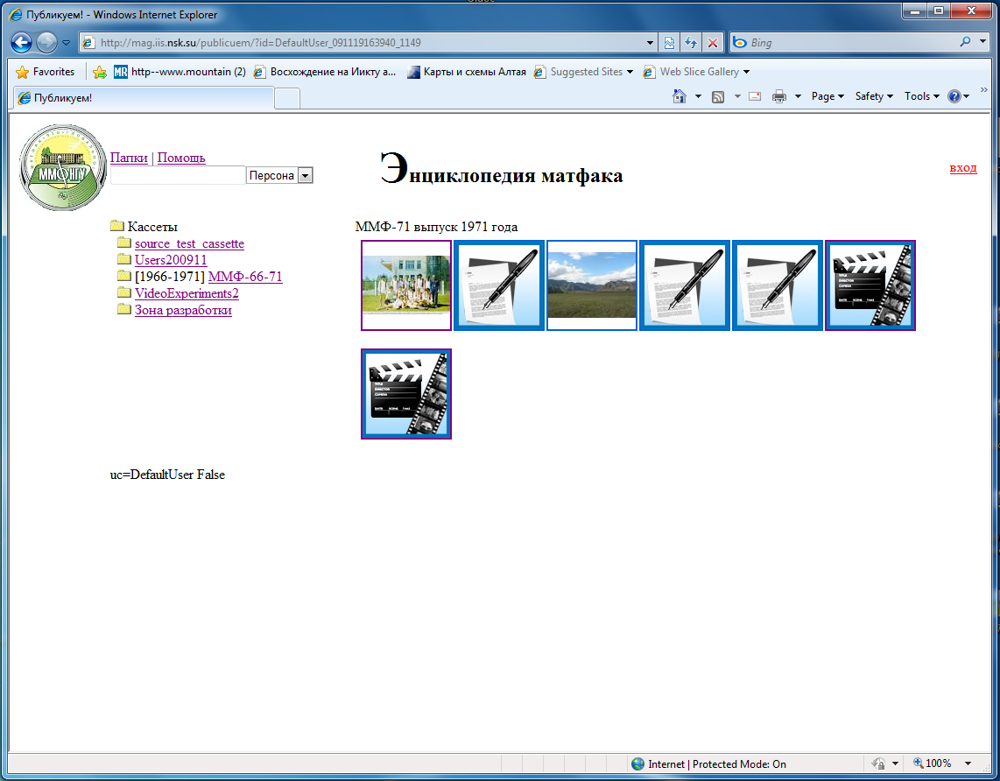 Публикуем! - Windows Internet Explorer
http://mag.iis.nsk.su/publicuem/?id=DefaultUser_091119163940_1149
Bing
Favorites
http--www.mountain (2)
Восхождение на Иикту а...
Карты и схемы Алтая
Suggested Sites
Web Slice Gallery
Публикуем!
Page
Safety
Tools
»
Папки | Помощь
Персона
Энциклопедия матфака
вход
ММФ НГУ
Кассеты
source_test_cassette
Users200911
[1966-1971] ММФ-66-71
VideoExperiments2
Зона разработки
ММФ-71 выпуск 1971 года
uc=DefaultUser False
Internet | Protected Mode: On
100%